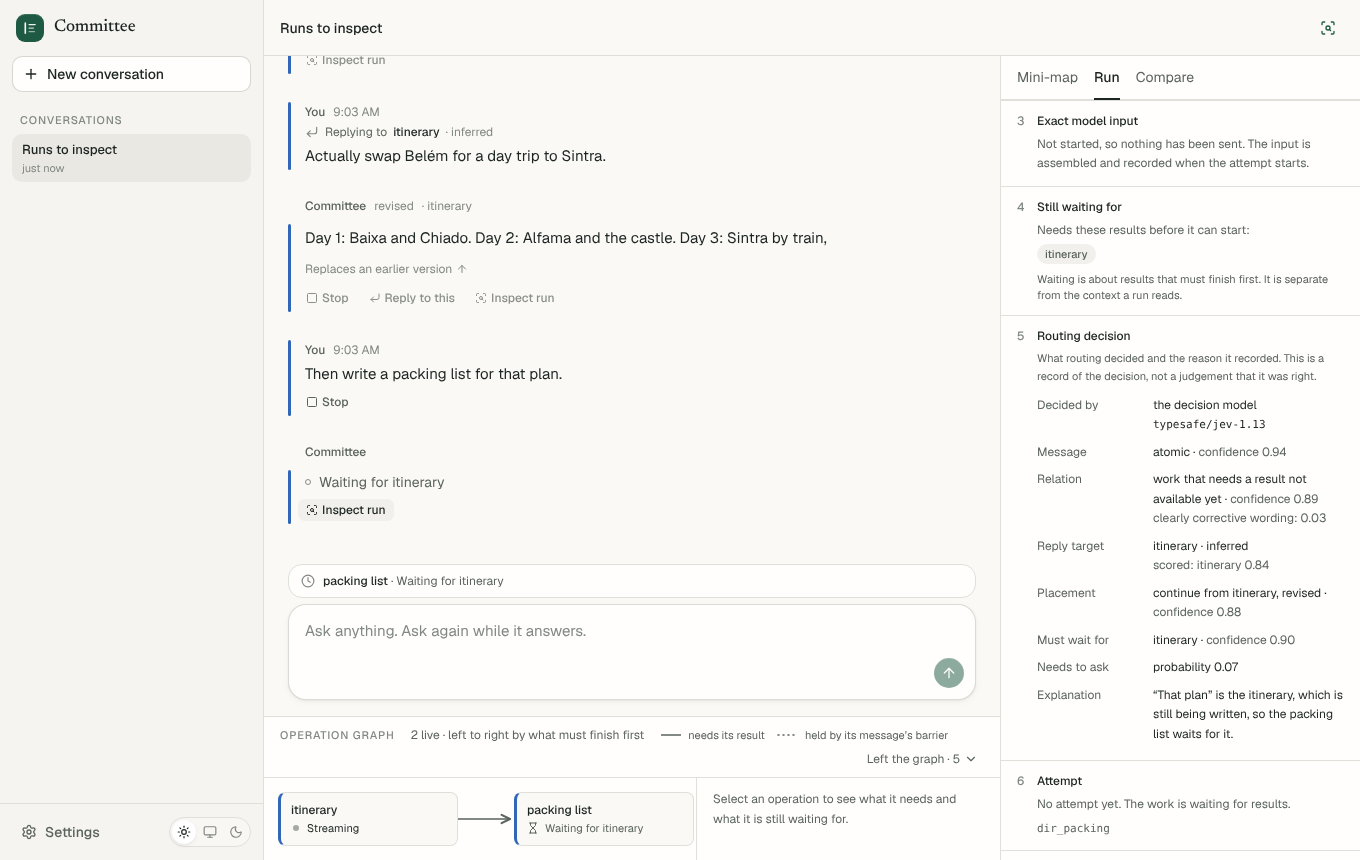 Committee
New conversation
CONVERSATIONS
Runs to inspect
just now
Settings
Runs to inspect
Inspect run
You 9:03 AM
Replying to itinerary · inferred
Actually swap Belém for a day trip to Sintra.
Committee revised · itinerary
Day 1: Baixa and Chiado. Day 2: Alfama and the castle. Day 3: Sintra by train,
Replaces an earlier version ↑
Stop Reply to this Inspect run
You 9:03 AM
Then write a packing list for that plan.
Stop
Committee
Waiting for itinerary
Inspect run
packing list · Waiting for itinerary
Ask anything. Ask again while it answers.
OPERATION GRAPH 2 live · left to right by what must finish first needs its result held by its message's barrier
Left the graph · 5
itinerary
Streaming
packing list
Waiting for itinerary
Select an operation to see what it needs and
what it is still waiting for.
Mini-map Run Compare
3 Exact model input
Not started, so nothing has been sent. The input is
assembled and recorded when the attempt starts.
4 Still waiting for
Needs these results before it can start:
itinerary
Waiting is about results that must finish first. It is separate
from the context a run reads.
5 Routing decision
What routing decided and the reason it recorded. This is a
record of the decision, not a judgement that it was right.
Decided by the decision model
typesafe/jev-1.13
Message atomic · confidence 0.94
Relation work that needs a result not
available yet · confidence 0.89
clearly corrective wording: 0.03
Reply target itinerary · inferred
scored: itinerary 0.84
Placement continue from itinerary, revised ·
confidence 0.88
Must wait for itinerary · confidence 0.90
Needs to ask probability 0.07
Explanation “That plan” is the itinerary, which is
still being written, so the packing
list waits for it.
6 Attempt
No attempt yet. The work is waiting for results.
dir_packing